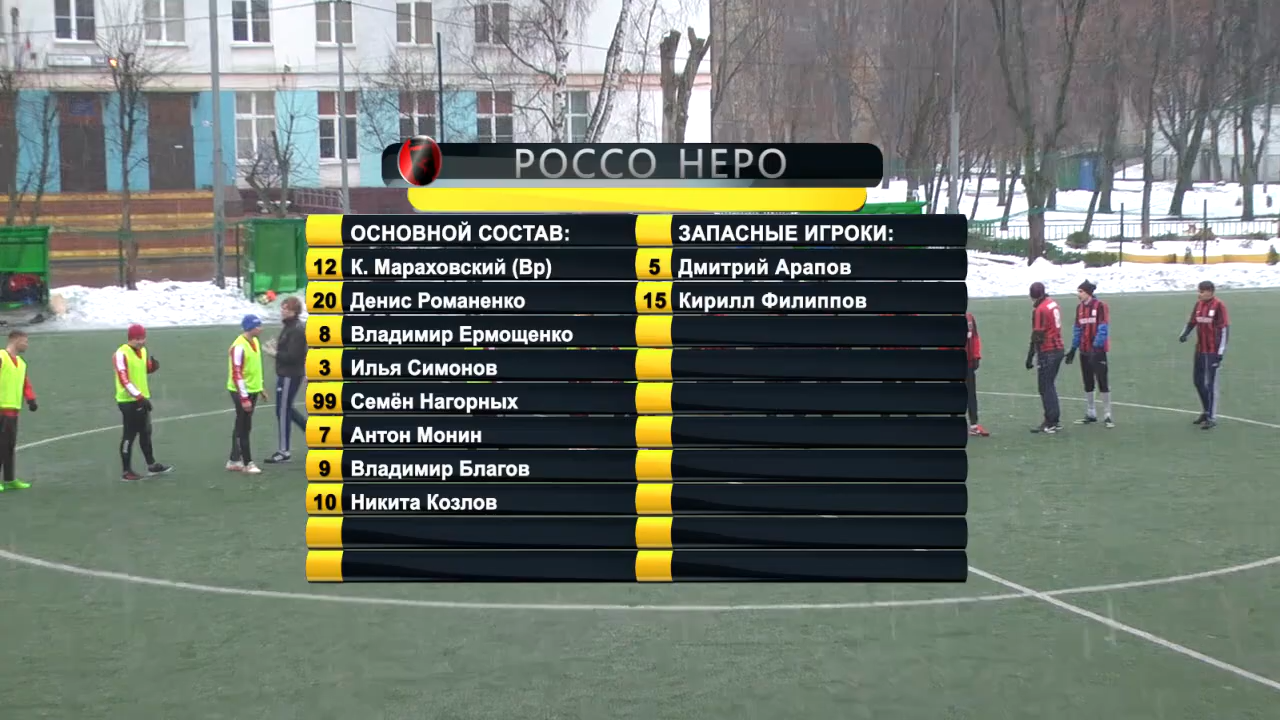 РОССО НЕРО
ОСНОВНОЙ СОСТАВ:
12 К. Мараховский (Вр)
20 Денис Романенко
8 Владимир Ермощенко
3 Илья Симонов
99 Семён Нагорных
7 Антон Монин
9 Владимир Благов
10 Никита Козлов
ЗАПАСНЫЕ ИГРОКИ:
5 Дмитрий Арапов
15 Кирилл Филиппов